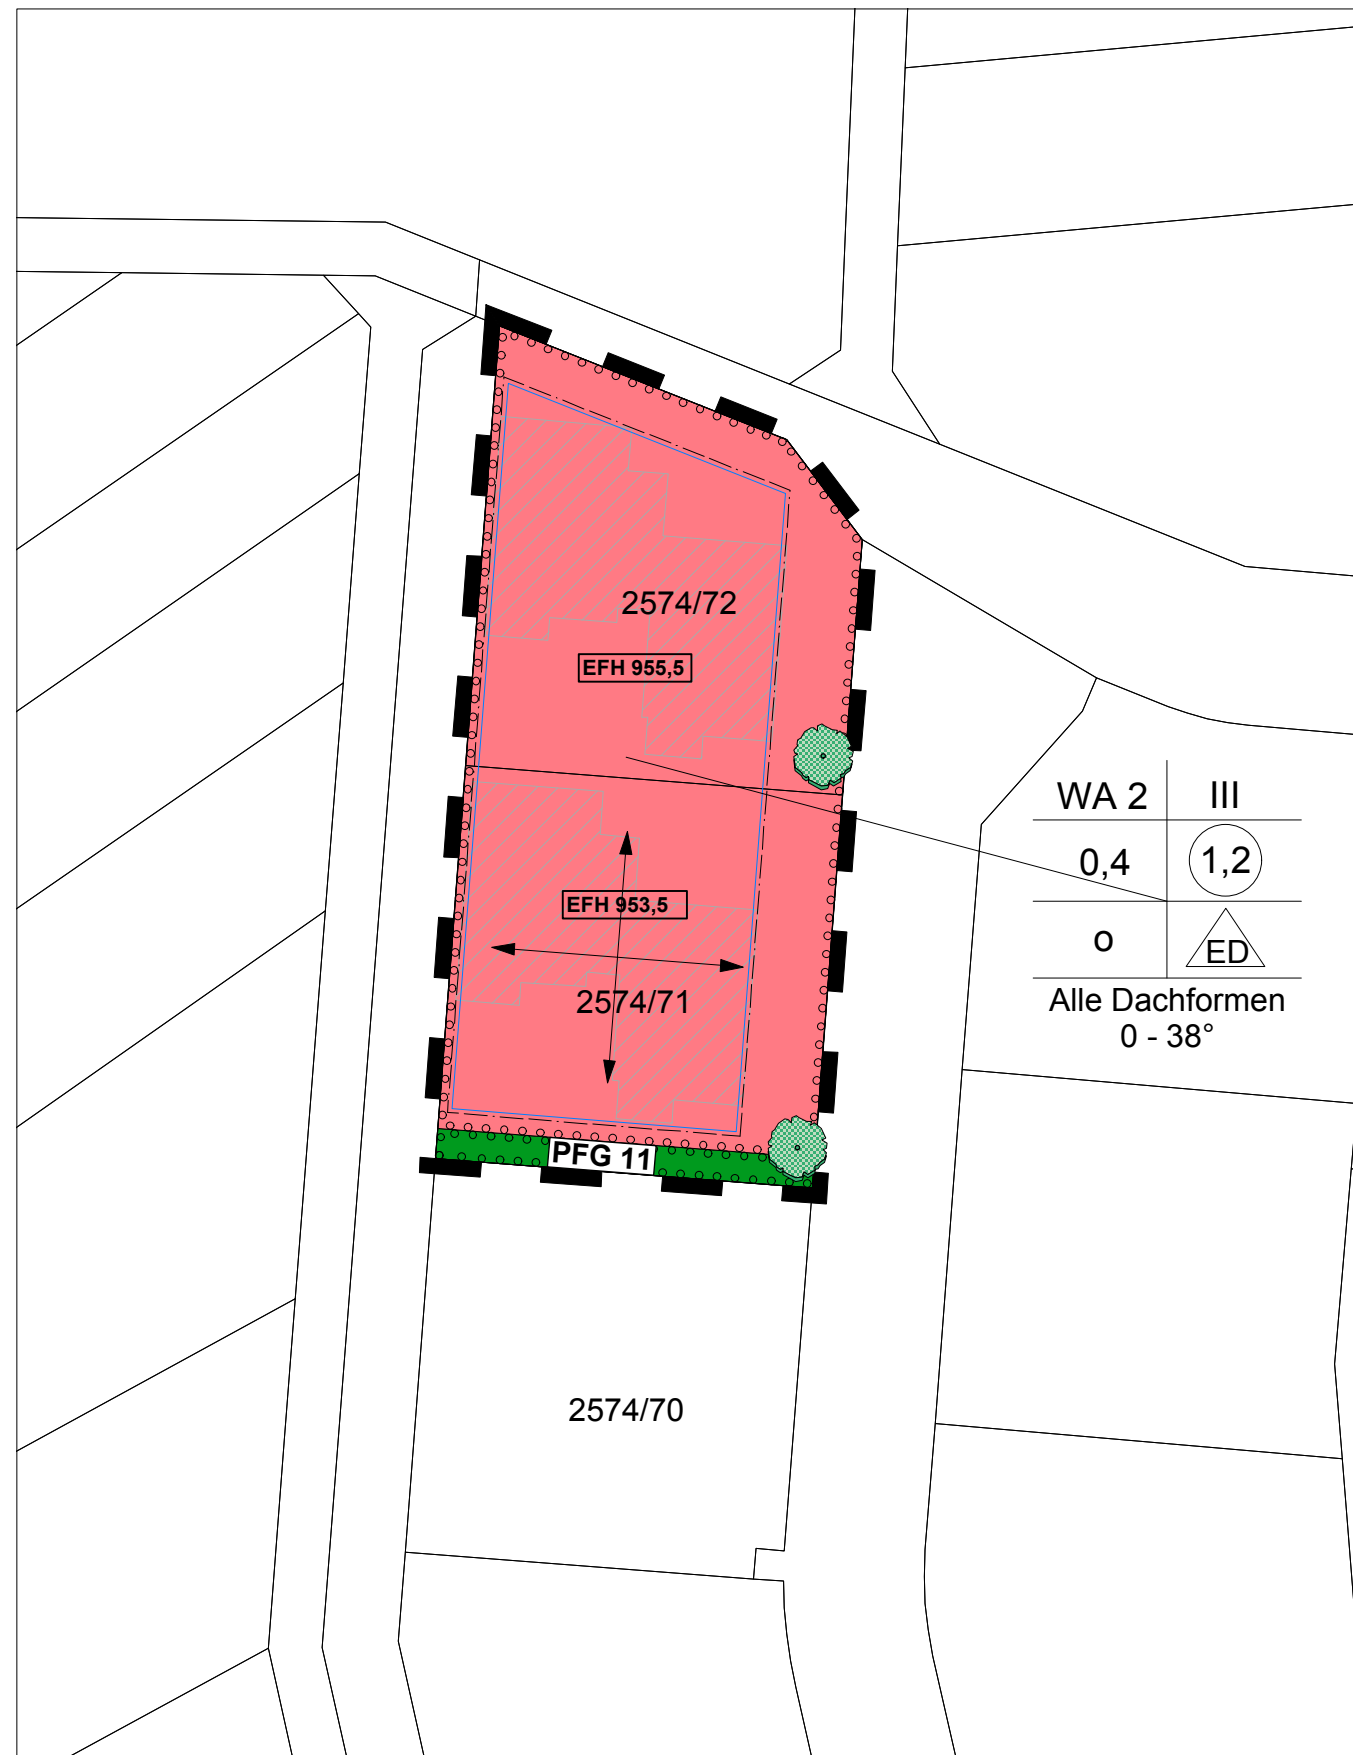 2574/72
EFH 955,5
WA 2 III
0,4 1,2
EFH 953,5
o ED
2574/71
Alle Dachformen
0 - 38°
PFG 11
2574/70